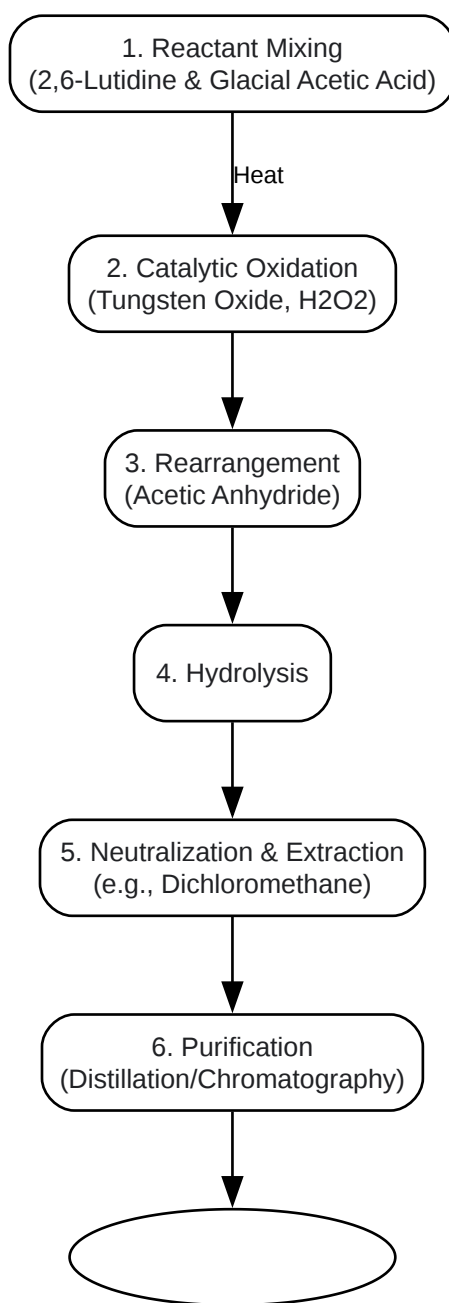 1. Reactant Mixing
(2,6-Lutidine & Glacial Acetic Acid)
Heat
2. Catalytic Oxidation
(Tungsten Oxide, H2O2)
3. Rearrangement
(Acetic Anhydride)
4. Hydrolysis
5. Neutralization & Extraction
(e.g., Dichloromethane)
6. Purification
(Distillation/Chromatography)